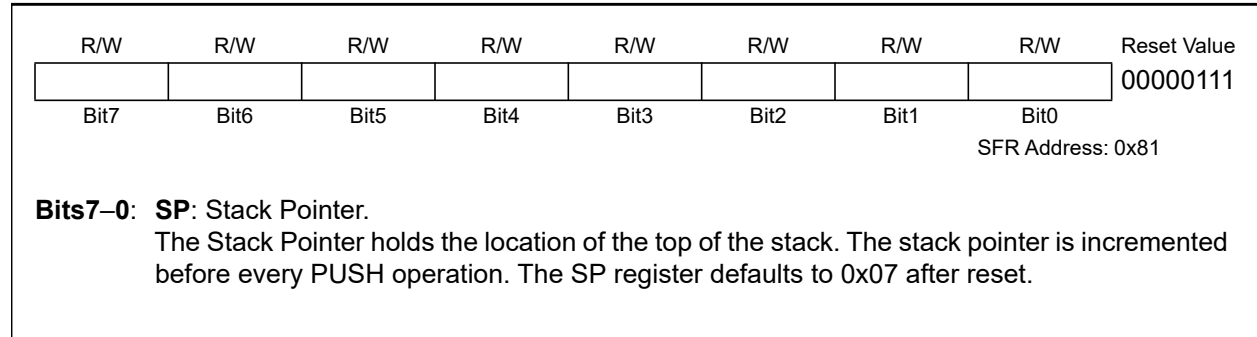 R/W R/W R/W R/W R/W R/W R/W R/W Reset Value
00000111
Bit7 Bit6 Bit5 Bit4 Bit3 Bit2 Bit1 Bit0
SFR Address: 0x81
Bits7–0: SP: Stack Pointer.
The Stack Pointer holds the location of the top of the stack. The stack pointer is incremented
before every PUSH operation. The SP register defaults to 0x07 after reset.